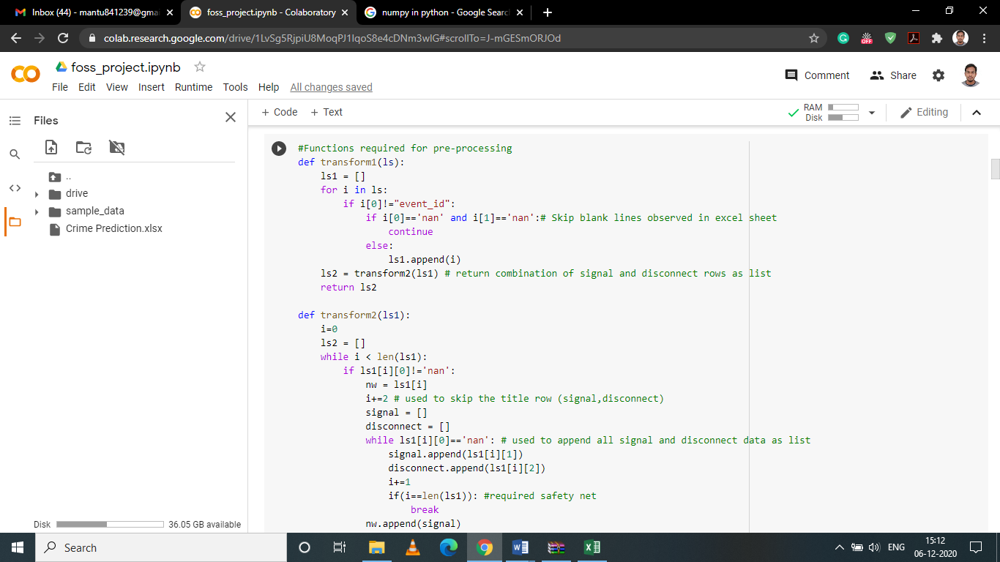 Inbox (44) - mantu841239@gma
foss_project.ipynb - Colaboratory
numpy in python - Google Search
colab.research.google.com/drive/1LvSg5RjpiU8MoqPJ1lqoS8e4cDNm3wlG#scrollTo=J-mGESmORJOd
OFF
foss_project.ipynb
Comment
Share
File Edit View Insert Runtime Tools Help All changes saved
Files
+ Code + Text
RAM
Disk
Editing
..
drive
sample_data
Crime Prediction.xlsx
#Functions required for pre-processing
def transform1(ls):
    ls1 = []
    for i in ls:
        if i[0]!="event_id":
            if i[0]=='nan' and i[1]=='nan':# Skip blank lines observed in excel sheet
                continue
            else:
                ls1.append(i)
    ls2 = transform2(ls1) # return combination of signal and disconnect rows as list
    return ls2
def transform2(ls1):
    i=0
    ls2 = []
    while i < len(ls1):
        if ls1[i][0]!='nan':
            nw = ls1[i]
            i+=2 # used to skip the title row (signal,disconnect)
            signal = []
            disconnect = []
            while ls1[i][0]=='nan': # used to append all signal and disconnect data as list
                signal.append(ls1[i][1])
                disconnect.append(ls1[i][2])
                i+=1
                if(i==len(ls1)): #required safety net
                    break
            nw.append(signal)
Disk 36.05 GB available
Search
ENG
15:12
06-12-2020